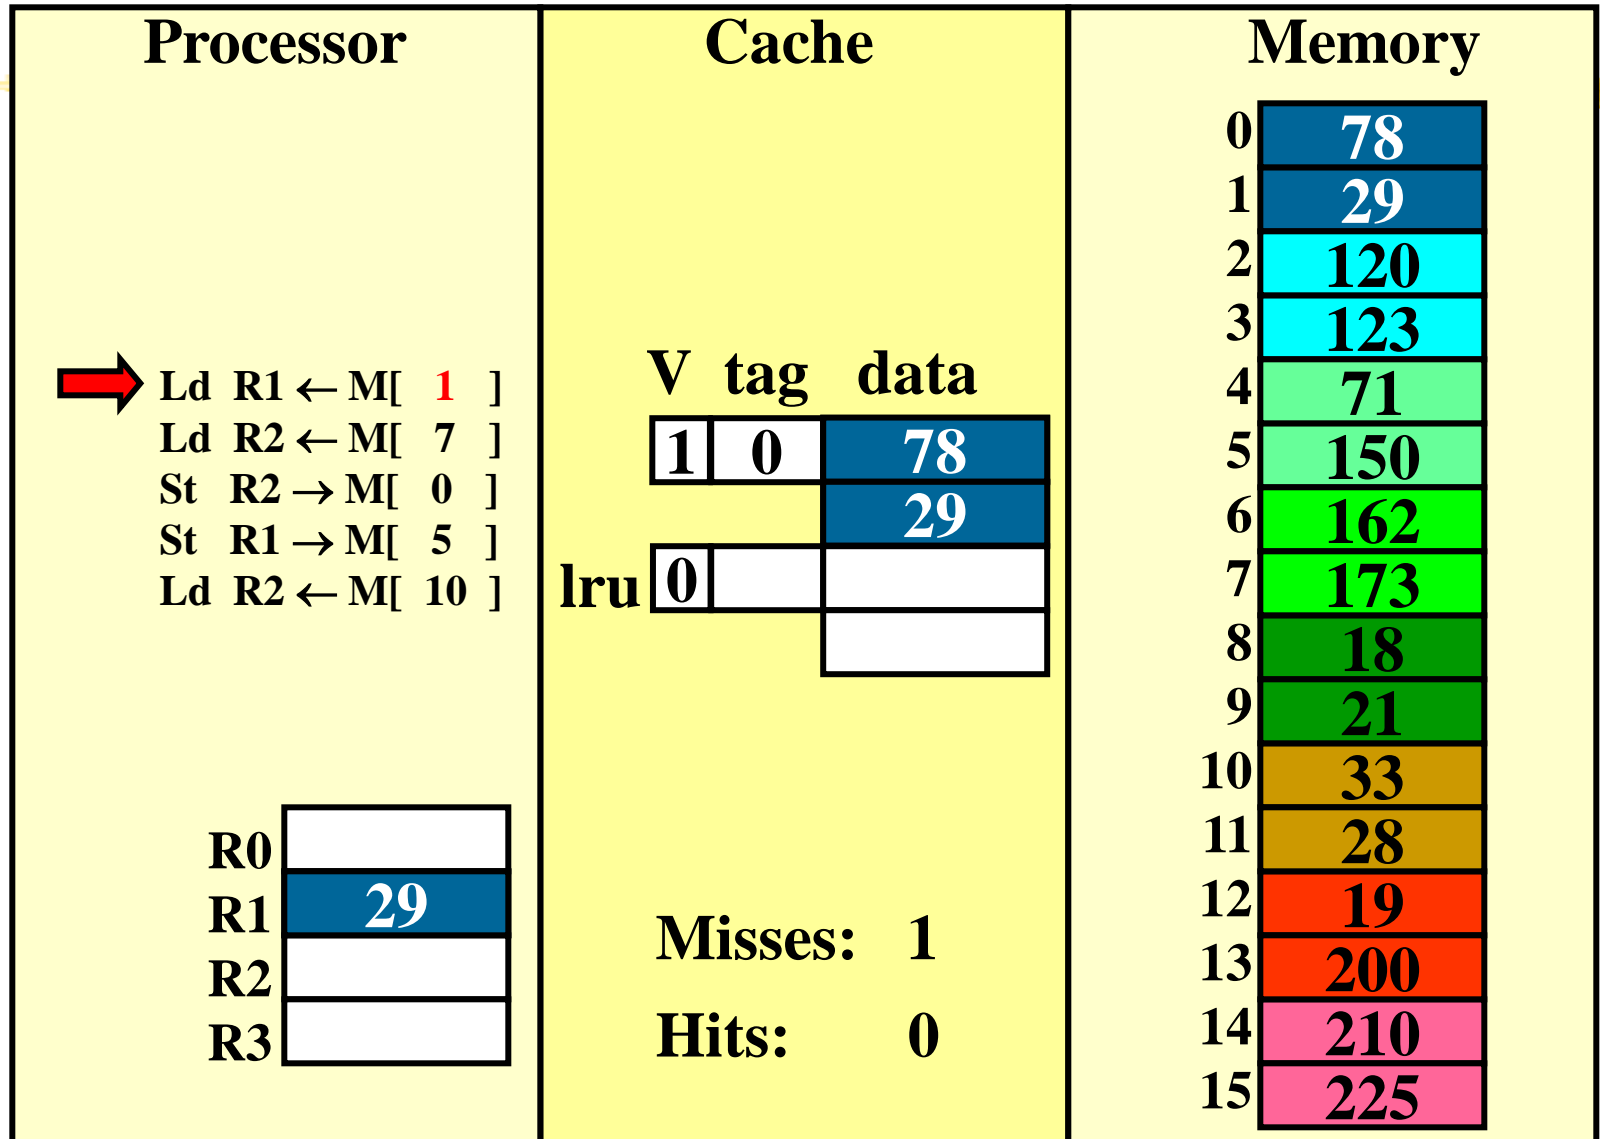 Processor
Ld R1 ← M[ 1 ]
Ld R2 ← M[ 7 ]
St R2 → M[ 0 ]
St R1 → M[ 5 ]
Ld R2 ← M[ 10 ]
R0
R1 29
R2
R3
Cache
V tag data
1 0 78
29
lru 0
Misses: 1
Hits: 0
Memory
0 78
1 29
2 120
3 123
4 71
5 150
6 162
7 173
8 18
9 21
10 33
11 28
12 19
13 200
14 210
15 225